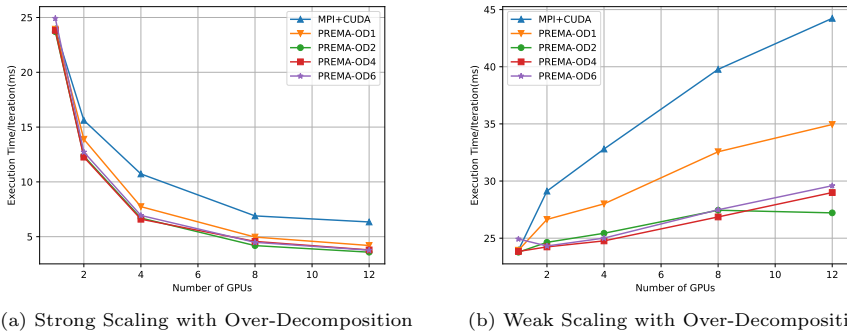 25
20
15
10
5
2
4
6
8
10
12
Execution Time/Iteration(ms)
Number of GPUs
MPI+CUDA
PREMA-OD1
PREMA-OD2
PREMA-OD4
PREMA-OD6
(a) Strong Scaling with Over-Decomposition
45
40
35
30
25
2
4
6
8
10
12
Execution Time/Iteration(ms)
Number of GPUs
MPI+CUDA
PREMA-OD1
PREMA-OD2
PREMA-OD4
PREMA-OD6
(b) Weak Scaling with Over-Decompositi